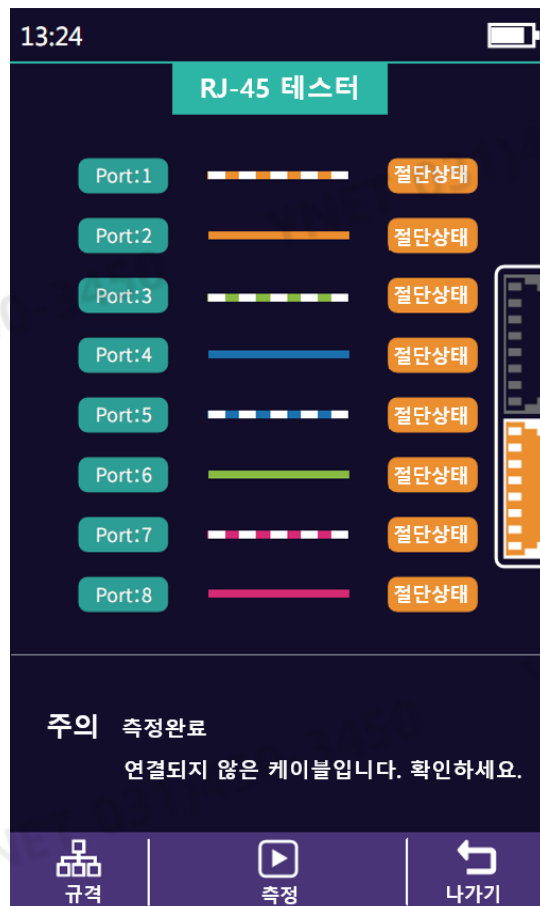 13:24
RJ-45 테스터
Port:1 절단상태
Port:2 절단상태
Port:3 절단상태
Port:4 절단상태
Port:5 절단상태
Port:6 절단상태
Port:7 절단상태
Port:8 절단상태
주의 측정완료
연결되지 않은 케이블입니다. 확인하세요.
규격 측정 나가기